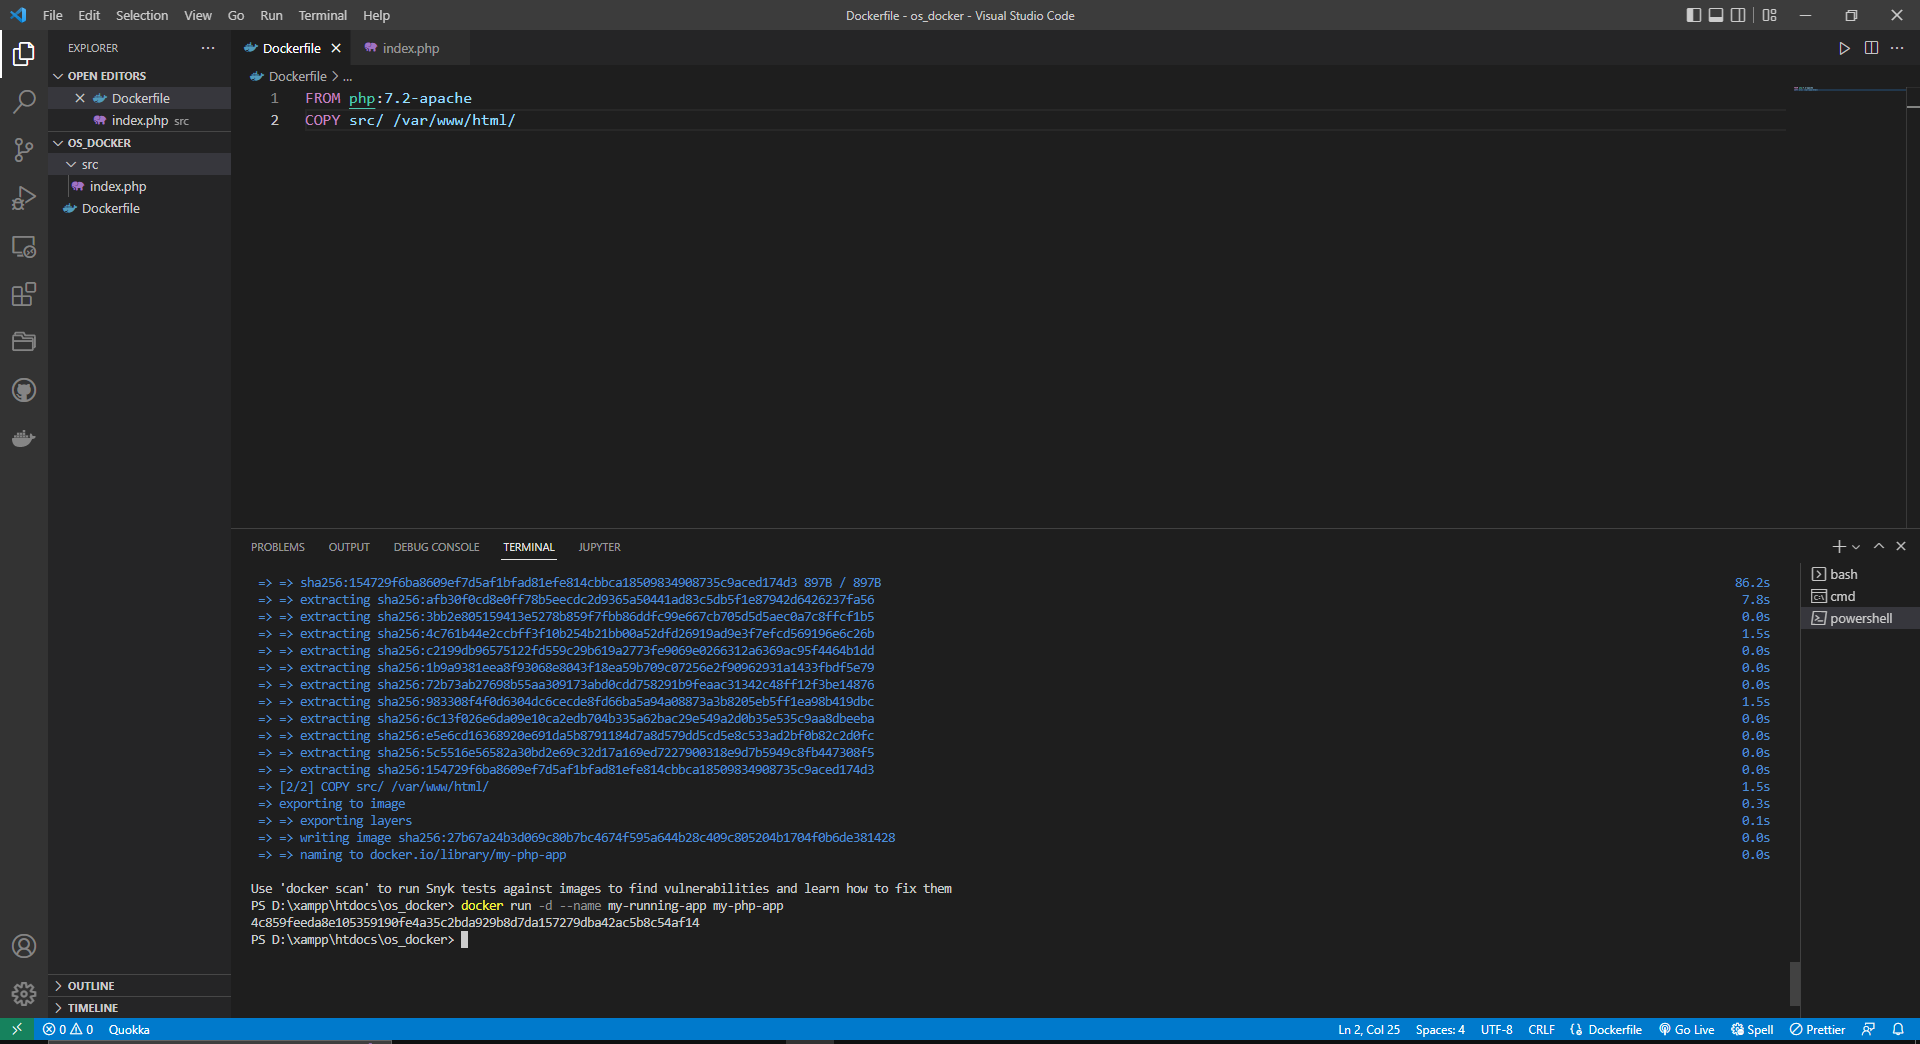 File Edit Selection View Go Run Terminal Help
Dockerfile - os_docker - Visual Studio Code
EXPLORER
OPEN EDITORS
Dockerfile
index.php src
OS_DOCKER
src
index.php
Dockerfile
OUTLINE
TIMELINE
Dockerfile index.php
Dockerfile > ...
1 FROM php:7.2-apache
2 COPY src/ /var/www/html/
PROBLEMS OUTPUT DEBUG CONSOLE TERMINAL JUPYTER
=> => sha256:154729f6ba8609ef7d5af1bfad81efe814cbbca18509834908735c9aced174d3 897B / 897B 86.2s
=> => extracting sha256:afb30f0cd8e0ff78b5eecdc2d9365a50441ad83c5db5f1e87942d6426237fa56 7.8s
=> => extracting sha256:3bb2e805159413e5278b859f7fbb86ddfc99e667cb705d5d5aec0a7c8ffcf1b5 0.0s
=> => extracting sha256:4c761b44e2ccbff3f10b254b21bb00a52dfd26919ad9e3f7efcd569196e6c26b 1.5s
=> => extracting sha256:c2199db96575122fd559c29b619a2773fe9069e0266312a6369ac95f4464b1dd 0.0s
=> => extracting sha256:1b9a9381eea8f93068e8043f18ea59b709c07256e2f90962931a1433fbdf5e79 0.0s
=> => extracting sha256:72b73ab27698b55aa309173abd0cdd758291b9feaac31342c48ff12f3be14876 0.0s
=> => extracting sha256:983308f4f0d6304dc6cecde8fd66ba5a94a08873a3b8205eb5ff1ea98b419dbc 1.5s
=> => extracting sha256:6c13f026e6da09e10ca2edb704b335a62bac29e549a2d0b35e535c9aa8dbeeba 0.0s
=> => extracting sha256:e5e6cd16368920e691da5b8791184d7a8d579dd5cd5e8c533ad2bf0b82c2d0fc 0.0s
=> => extracting sha256:5c5516e56582a30bd2e69c32d17a169ed7227900318e9d7b5949c8fb447308f5 0.0s
=> => extracting sha256:154729f6ba8609ef7d5af1bfad81efe814cbbca18509834908735c9aced174d3 0.0s
=> [2/2] COPY src/ /var/www/html/ 1.5s
=> exporting to image 0.3s
=> => exporting layers 0.1s
=> => writing image sha256:27b67a24b3d069c80b7bc4674f595a644b28c409c805204b1704f0b6de381428 0.0s
=> => naming to docker.io/library/my-php-app 0.0s
Use 'docker scan' to run Snyk tests against images to find vulnerabilities and learn how to fix them
PS D:\xampp\htdocs\os_docker> docker run -d --name my-running-app my-php-app
4c859feeda8e105359190fe4a35c2bda929b8d7da157279dba42ac5b8c54af14
PS D:\xampp\htdocs\os_docker>
bash
cmd
powershell
0 0 Quokka Ln 2, Col 25 Spaces: 4 UTF-8 CRLF Dockerfile Go Live Spell Prettier